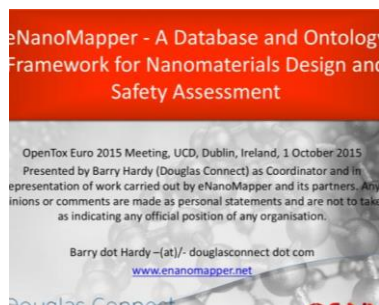 eNanoMapper - A Database and Ontology
Framework for Nanomaterials Design and
Safety Assessment
OpenTox Euro 2015 Meeting, UCD, Dublin, Ireland, 1 October 2015
Presented by Barry Hardy (Douglas Connect) as Coordinator and in
epresentation of work carried out by eNanoMapper and its partners. Any
inions or comments are made as personal statements and are not to take
as indicating any official position of any organisation.
Barry dot Hardy –(at)/- douglasconnect dot com
www.enanomapper.net
Douglas Connect